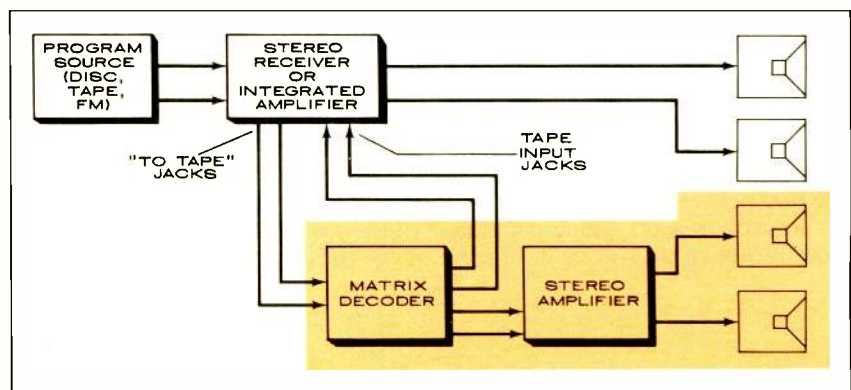 PROGRAM
SOURCE
(DISC,
TAPE,
FM)
STEREO
RECEIVER
OR
INTEGRATED
AMPLIFIER
"TO TAPE"
JACKS
TAPE
INPUT
JACKS
MATRIX
DECODER
STEREO
AMPLIFIER